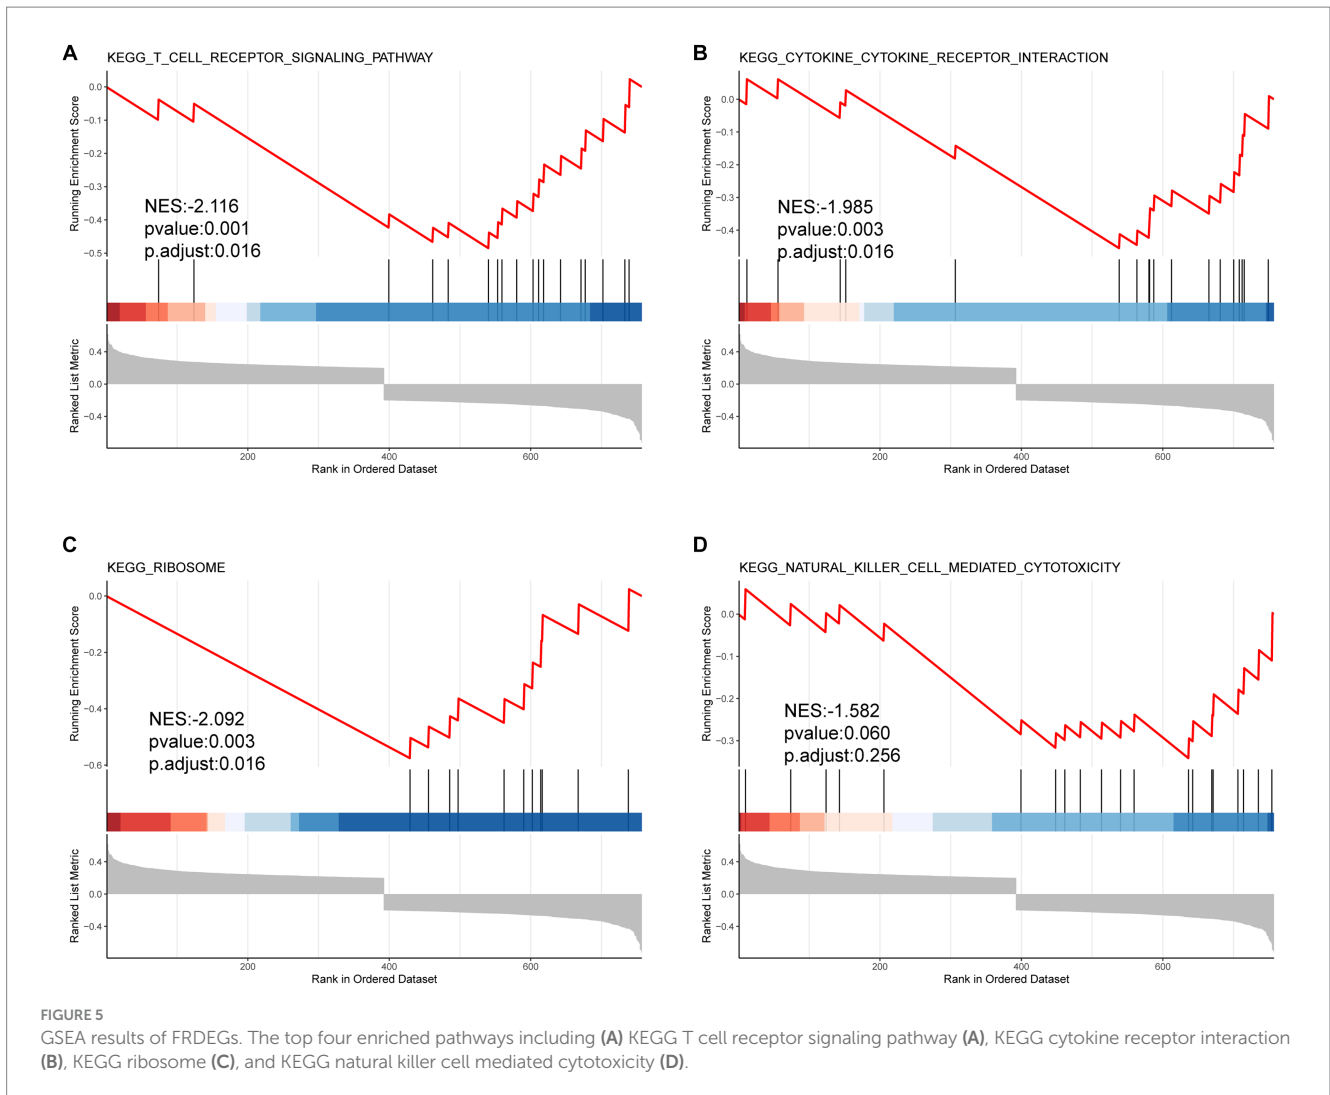 A
KEGG_T_CELL_RECEPTOR_SIGNALING_PATHWAY
Running Enrichment Score
0.0
−0.1
−0.2
−0.3
−0.4
−0.5
NES:-2.116
pvalue:0.001
p.adjust:0.016
Ranked List Metric
0.4
0.0
−0.4
200
400
600
Rank in Ordered Dataset
B
KEGG_CYTOKINE_CYTOKINE_RECEPTOR_INTERACTION
Running Enrichment Score
0.0
−0.1
−0.2
−0.3
−0.4
NES:-1.985
pvalue:0.003
p.adjust:0.016
Ranked List Metric
0.4
0.0
−0.4
200
400
600
Rank in Ordered Dataset
C
KEGG_RIBOSOME
Running Enrichment Score
0.0
−0.2
−0.4
−0.6
NES:-2.092
pvalue:0.003
p.adjust:0.016
Ranked List Metric
0.4
0.0
−0.4
200
400
600
Rank in Ordered Dataset
D
KEGG_NATURAL_KILLER_CELL_MEDIATED_CYTOTOXICITY
Running Enrichment Score
0.0
−0.1
−0.2
−0.3
NES:-1.582
pvalue:0.060
p.adjust:0.256
Ranked List Metric
0.4
0.0
−0.4
200
400
600
Rank in Ordered Dataset
FIGURE 5
GSEA results of FRDEGs. The top four enriched pathways including (A) KEGG T cell receptor signaling pathway (A), KEGG cytokine receptor interaction
(B), KEGG ribosome (C), and KEGG natural killer cell mediated cytotoxicity (D).